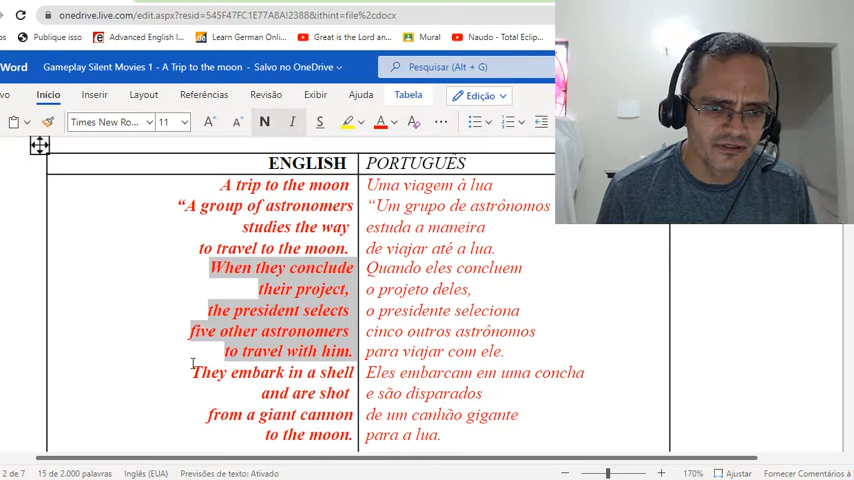 onedrive.live.com/edit.aspx?resid=545F47FC1E77A8A!2388&ithint=file%2cdocx
Publique isso Advanced English I... Learn German Onlin... Great is the Lord and... Mural Naudo - Total Eclip...
Word Gameplay Silent Movies 1 - A Trip to the moon - Salvo no OneDrive Pesquisar (Alt + G)
vo Início Inserir Layout Referências Revisão Exibir Ajuda Tabela Edição
Times New Ro... 11 A A N I S A A ...
ENGLISH PORTUGUÊS
A trip to the moon Uma viagem à lua
“A group of astronomers “Um grupo de astrônomos
studies the way estuda a maneira
to travel to the moon. de viajar até a lua.
When they conclude Quando eles concluem
their project, o projeto deles,
the president selects o presidente seleciona
five other astronomers cinco outros astrônomos
to travel with him. para viajar com ele.
They embark in a shell Eles embarcam em uma concha
and are shot e são disparados
from a giant cannon de um canhão gigante
to the moon. para a lua.
2 de 7 15 de 2.000 palavras Inglês (EUA) Previsões de texto: Ativado 170% Ajustar Fornecer Comentários à